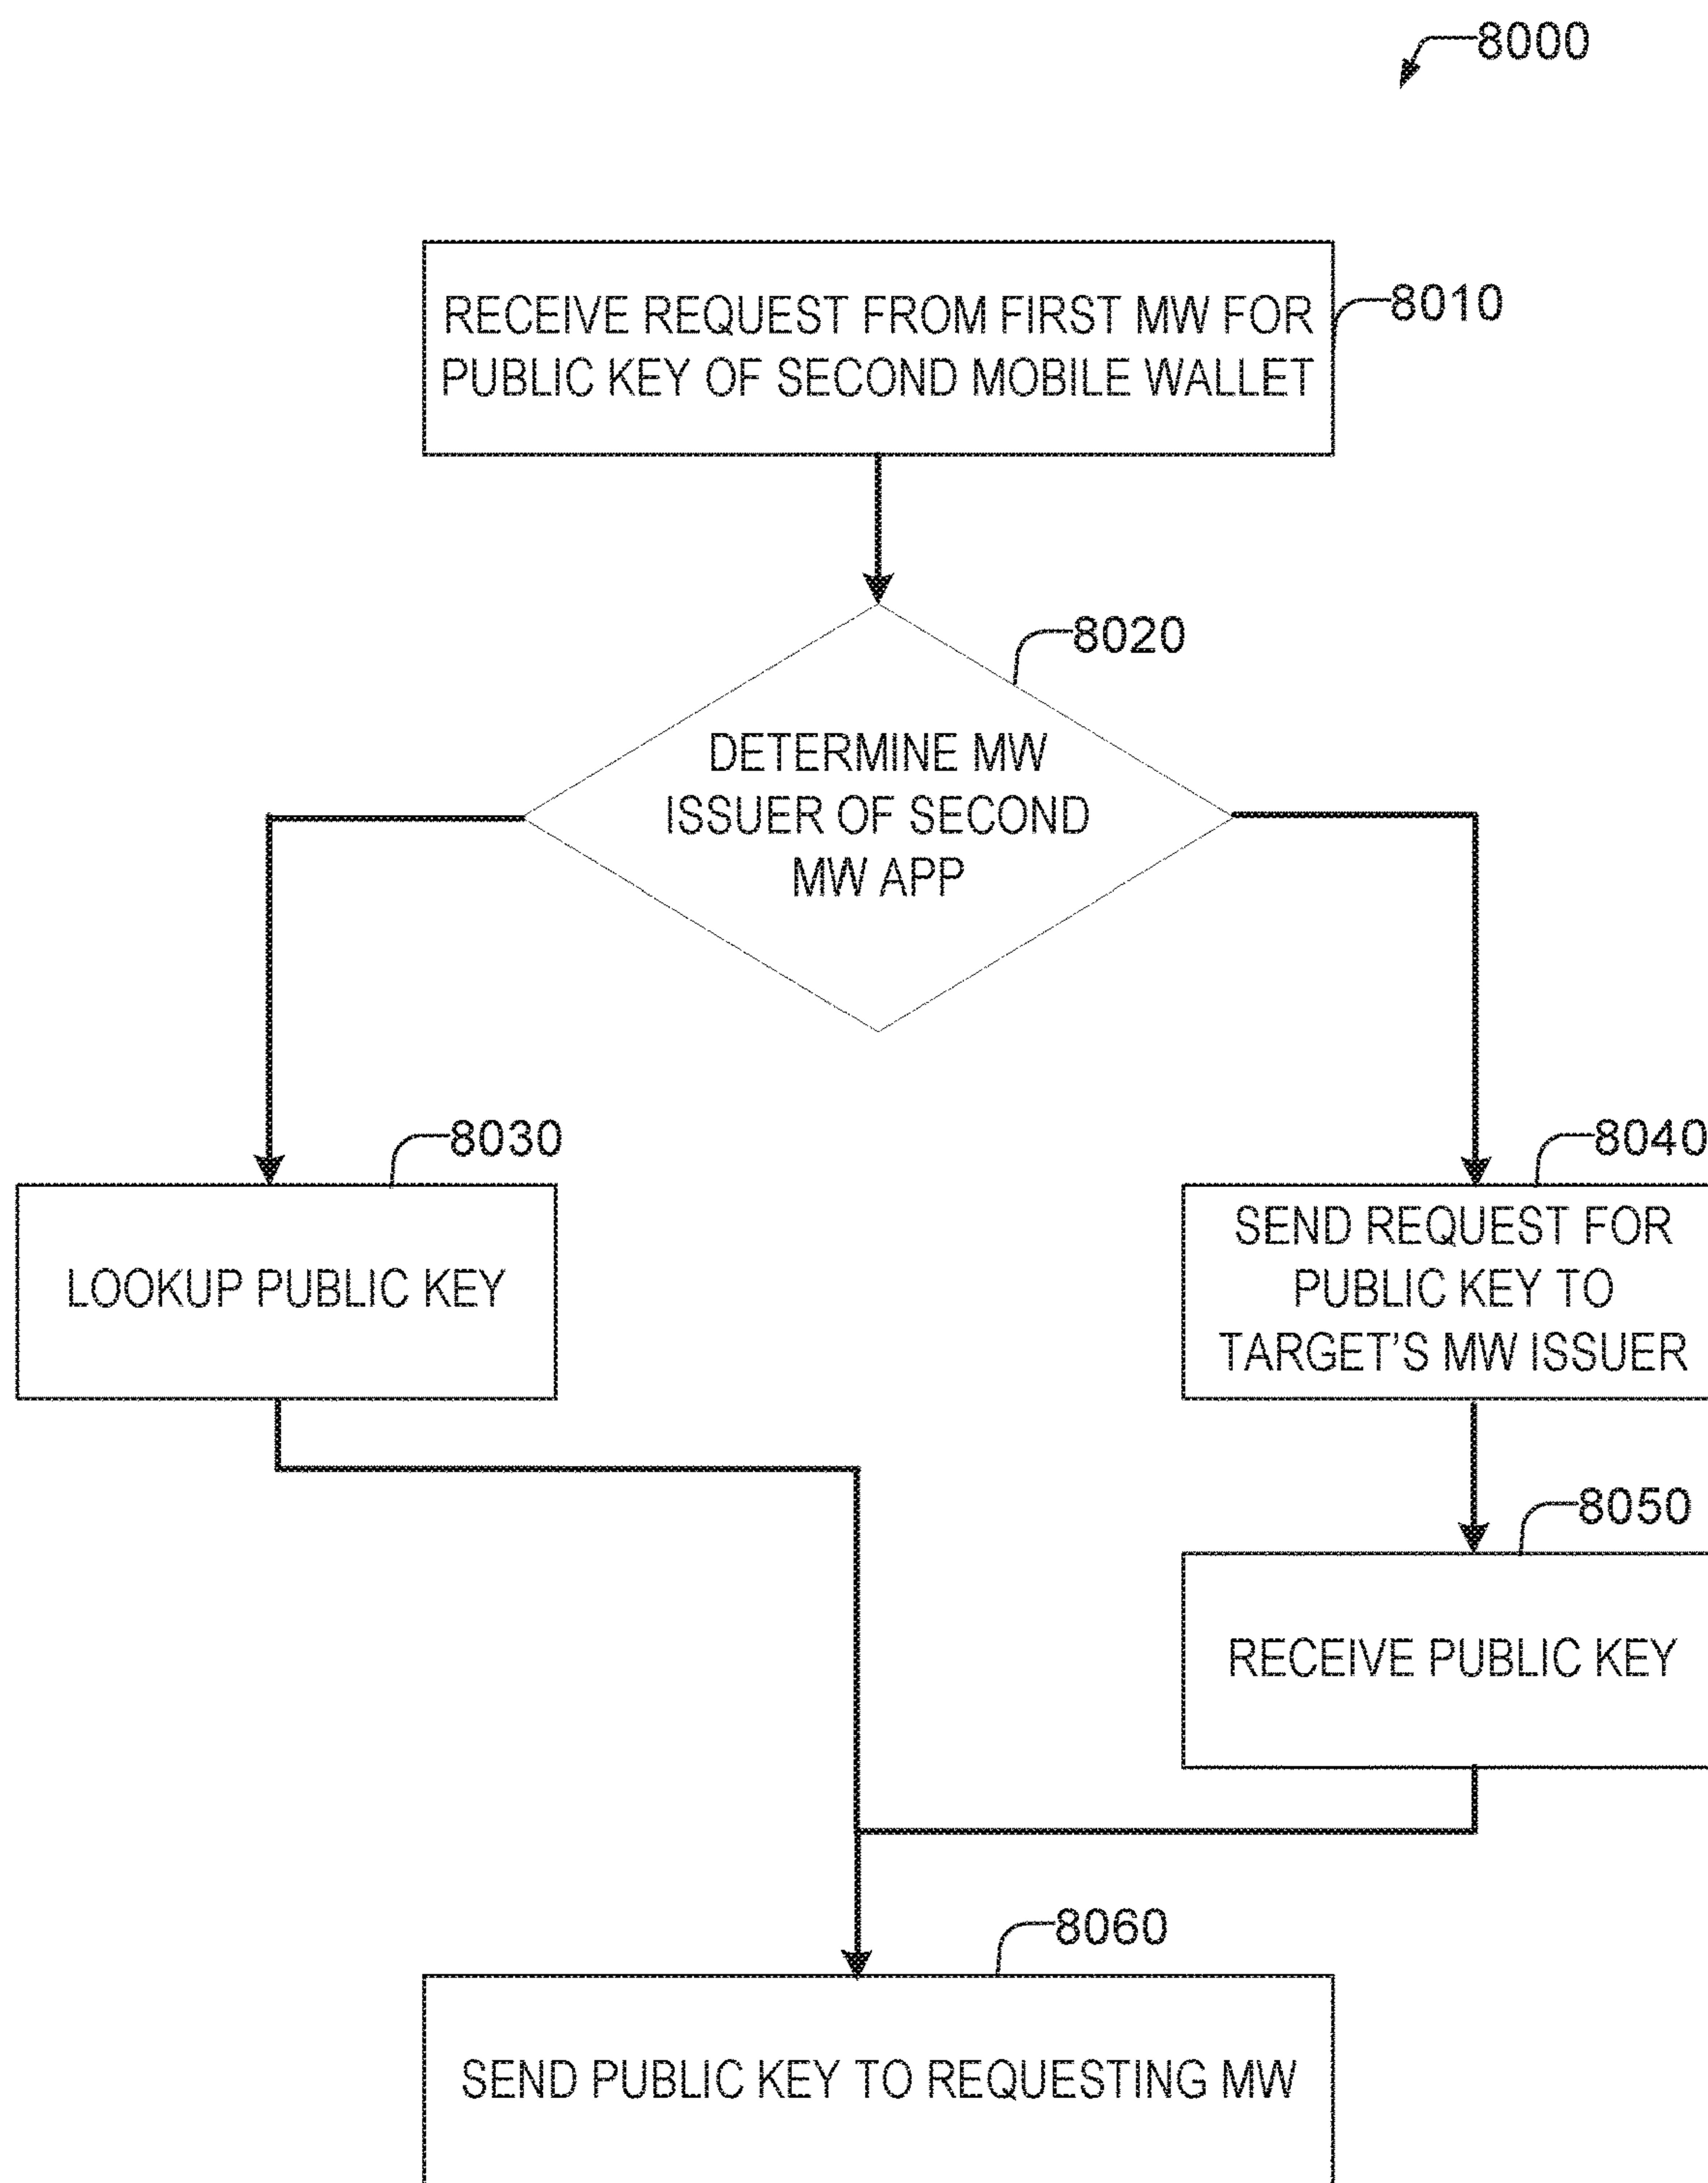 8000
RECEIVE REQUEST FROM FIRST MW FOR
PUBLIC KEY OF SECOND MOBILE WALLET
8010
8020
DETERMINE MW
ISSUER OF SECOND
MW APP
8030
LOOKUP PUBLIC KEY
8040
SEND REQUEST FOR
PUBLIC KEY TO
TARGET'S MW ISSUER
8050
RECEIVE PUBLIC KEY
8060
SEND PUBLIC KEY TO REQUESTING MW